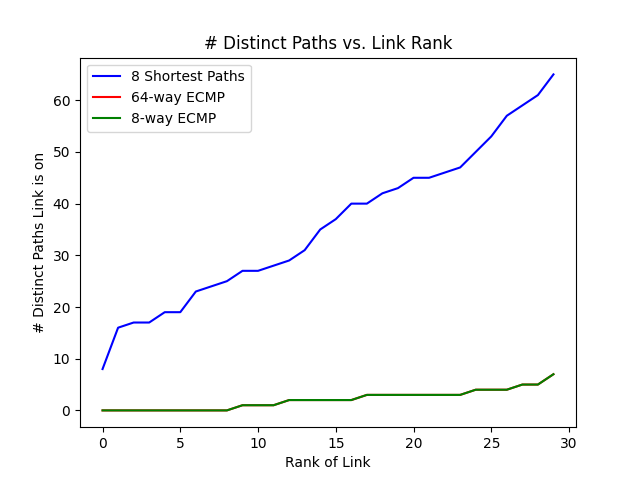 # Distinct Paths vs. Link Rank
8 Shortest Paths
64-way ECMP
8-way ECMP
# Distinct Paths Link is on
60
50
40
30
20
10
0
0 5 10 15 20 25 30
Rank of Link